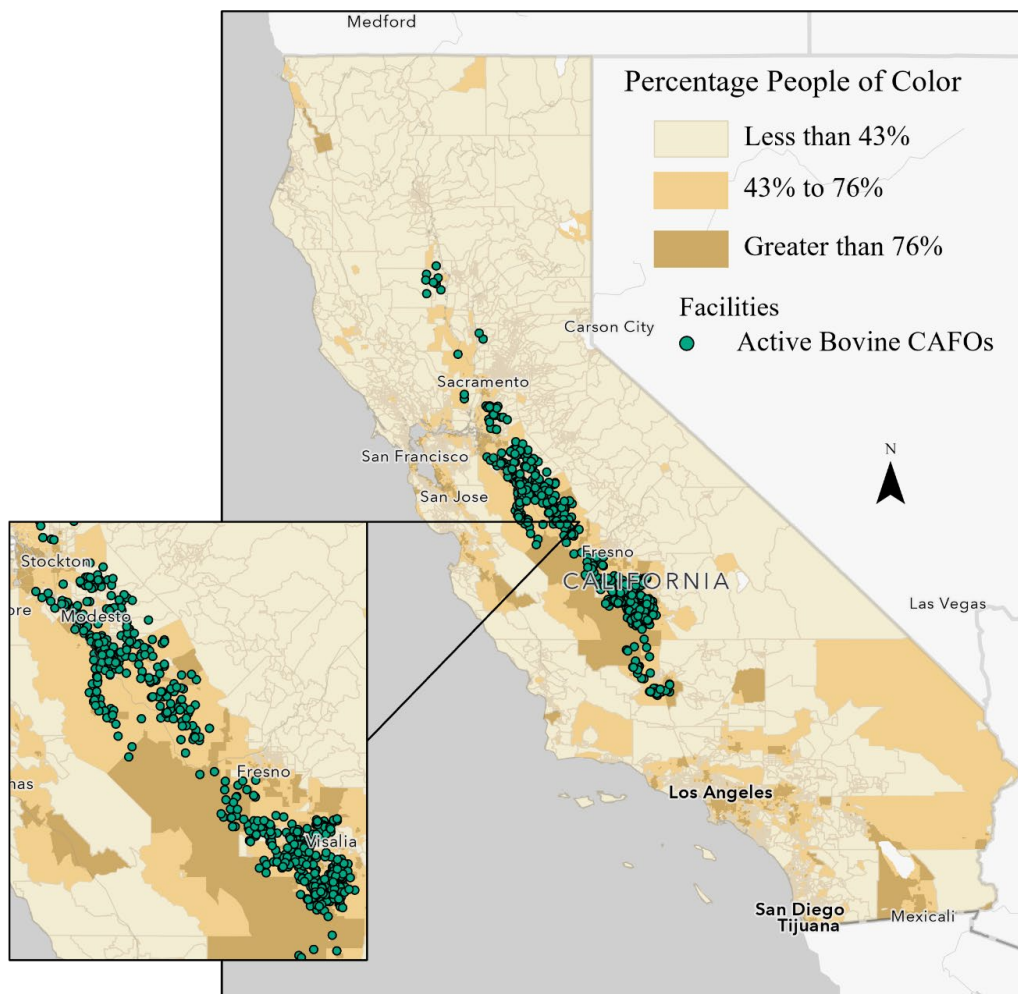 Medford
Percentage People of Color
Less than 43%
43% to 76%
Greater than 76%
Facilities
Active Bovine CAFOs
Carson City
Sacramento
San Francisco
San Jose
N
Fresno
CALIFORNIA
Las Vegas
Los Angeles
San Diego
Tijuana
Mexicali
Stockton
ore
Modesto
Fresno
nas
Visalia